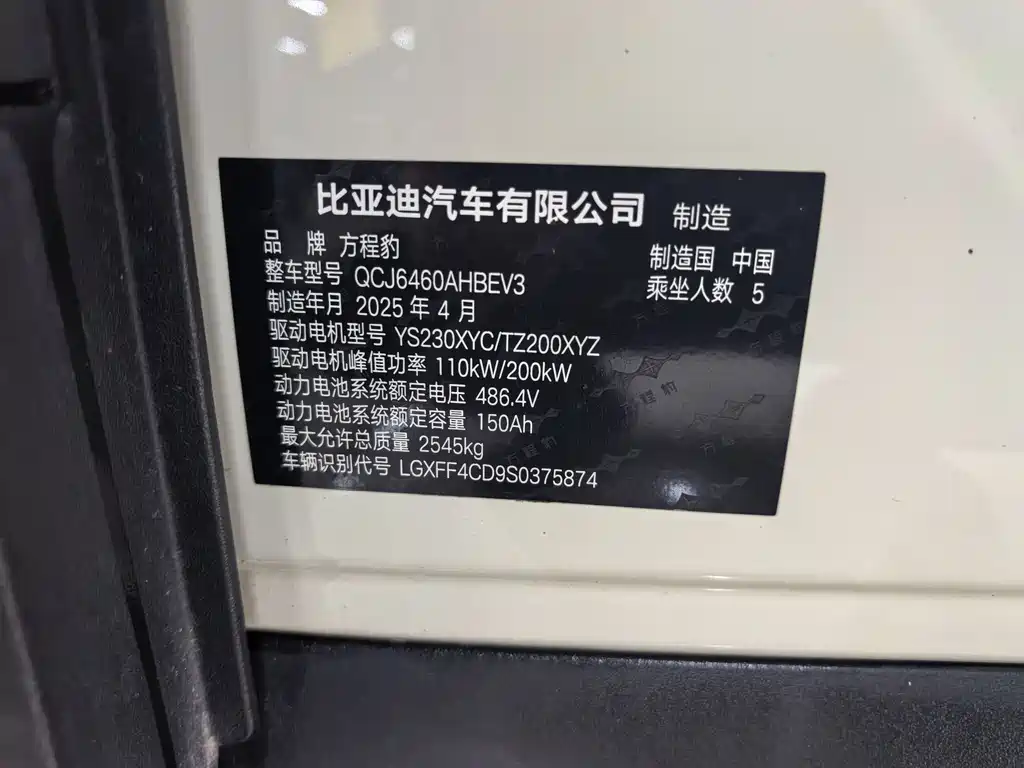 比亚迪汽车有限公司 制造
品 牌 方程豹
制造国 中国
整车型号 QCJ6460AHBEV3
乘坐人数 5
制造年月 2025 年 4 月
驱动电机型号 YS230XYC/TZ200XYZ
驱动电机峰值功率 110kW/200kW
动力电池系统额定电压 486.4V
动力电池系统额定容量 150Ah
最大允许总质量 2545kg
车辆识别代号 LGXFF4CD9S0375874
方程豹